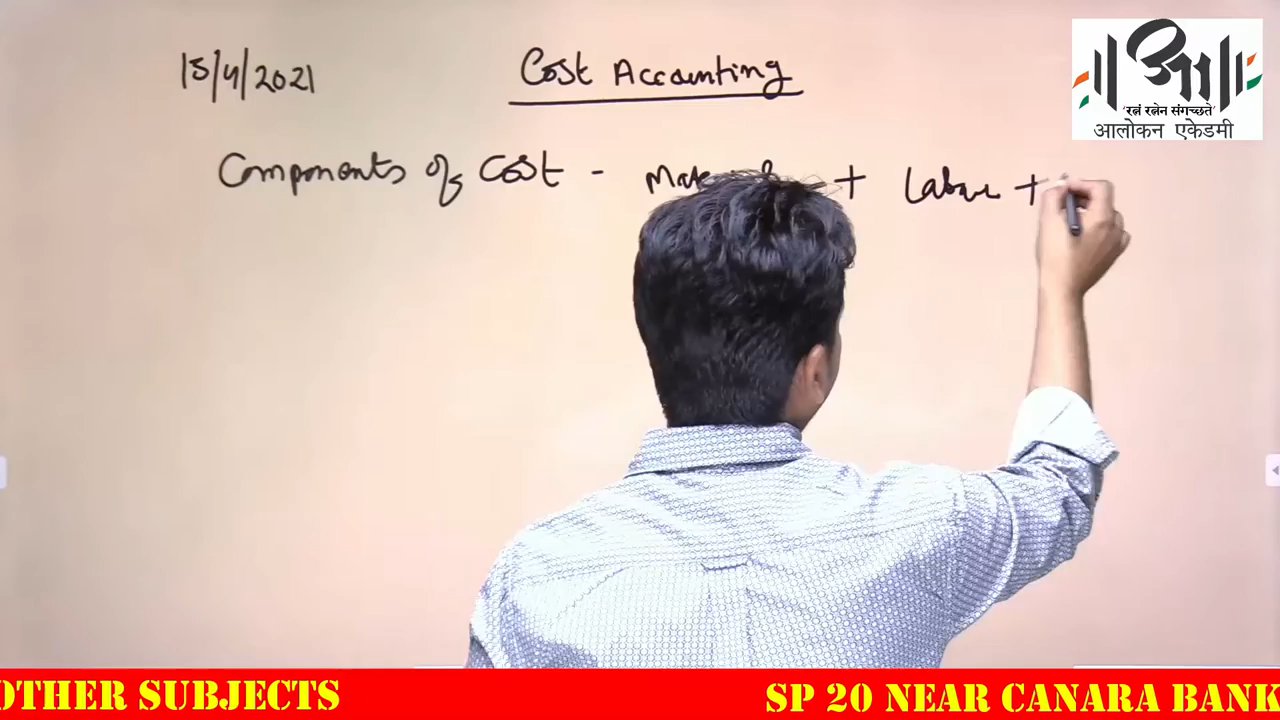 15/4/2021
Cost Accounting
Components of Cost - + Labour +
आ
'रत्नं रत्नेन संगच्छते'
आलोकन एकेडमी
OTHER SUBJECTS
SP 20 NEAR CANARA BANK